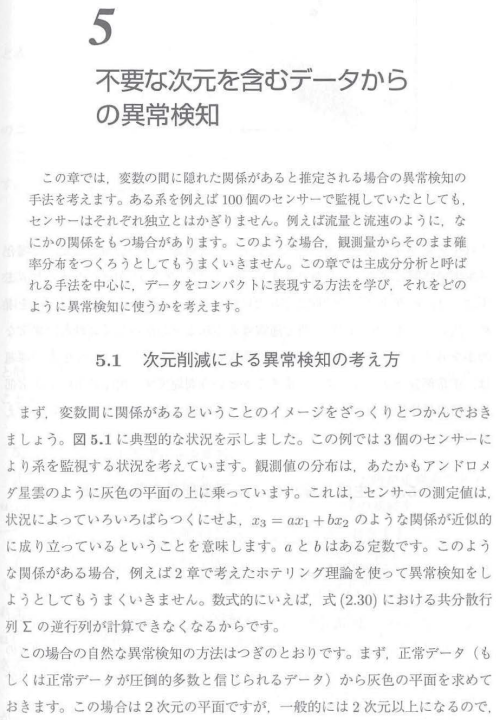 5
不要な次元を含むデータから
の異常検知
この章では，変数の間に隠れた関係があると推定される場合の異常検知の
手法を考えます。ある系を例えば 100 個のセンサーで監視していたとしても，
センサーはそれぞれ独立とはかぎりません。例えば流量と流速のように，な
にかの関係をもつ場合があります。このような場合，観測量からそのまま確
率分布をつくろうとしてもうまくいきません。この章では主成分分析と呼ば
れる手法を中心に，データをコンパクトに表現する方法を学び，それをどの
ように異常検知に使うかを考えます。
5.1 次元削減による異常検知の考え方
まず，変数間に関係があるということのイメージをざっくりとつかんでおき
ましょう。図 5.1 に典型的な状況を示しました。この例では 3 個のセンサーに
より系を監視する状況を考えています。観測値の分布は，あたかもアンドロメ
ダ星雲のように灰色の平面の上に乗っています。これは，センサーの測定値は，
状況によっていろいろばらつくにせよ，x₃ = ax₁ + bx₂ のような関係が近似的
に成り立っているということを意味します。a と b はある定数です。このよう
な関係がある場合，例えば 2 章で考えたホテリング理論を使って異常検知をし
ようとしてもうまくいきません。数式的にいえば，式 (2.30) における共分散行
列 Σ の逆行列が計算できなくなるからです。
この場合の自然な異常検知の方法はつぎのとおりです。まず，正常データ（も
しくは正常データが圧倒的多数と信じられるデータ）から灰色の平面を求めて
おきます。この場合は 2 次元の平面ですが，一般的には 2 次元以上になるので，